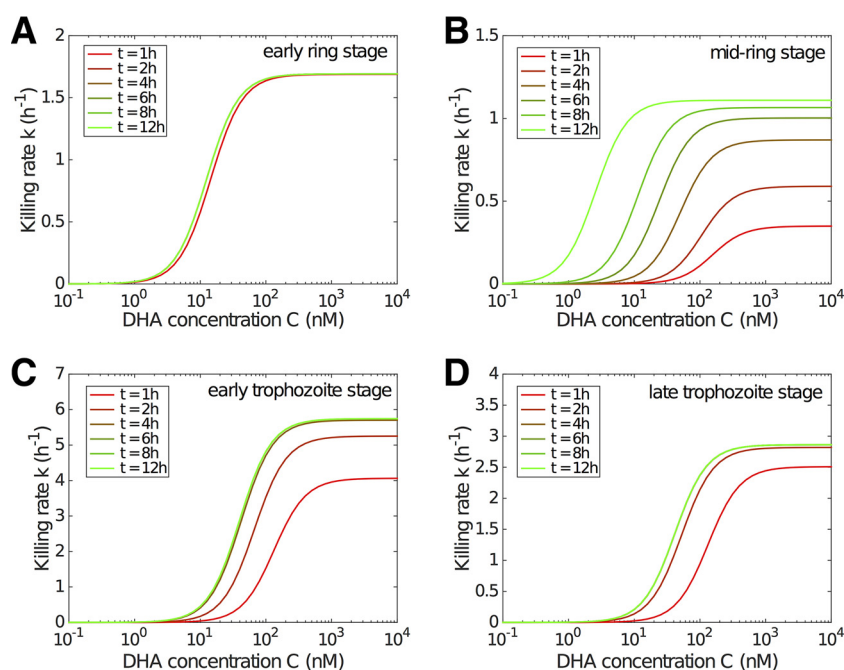 A
early ring stage
t = 1h
t = 2h
t = 4h
t = 6h
t = 8h
t = 12h
Killing rate k (h⁻¹)
2
1.5
1
0.5
0
10⁻¹ 10⁰ 10¹ 10² 10³ 10⁴
DHA concentration C (nM)
B
mid-ring stage
t = 1h
t = 2h
t = 4h
t = 6h
t = 8h
t = 12h
Killing rate k (h⁻¹)
1.5
1
0.5
0
10⁻¹ 10⁰ 10¹ 10² 10³ 10⁴
DHA concentration C (nM)
C
early trophozoite stage
t = 1h
t = 2h
t = 4h
t = 6h
t = 8h
t = 12h
Killing rate k (h⁻¹)
7
6
5
4
3
2
1
0
10⁻¹ 10⁰ 10¹ 10² 10³ 10⁴
DHA concentration C (nM)
D
late trophozoite stage
t = 1h
t = 2h
t = 4h
t = 6h
t = 8h
t = 12h
Killing rate k (h⁻¹)
4
3.5
3
2.5
2
1.5
1
0.5
0
10⁻¹ 10⁰ 10¹ 10² 10³ 10⁴
DHA concentration C (nM)